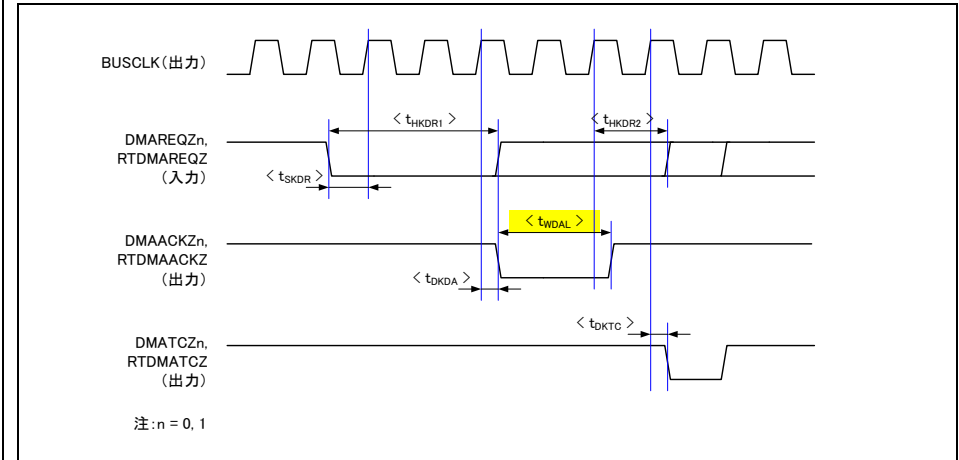 BUSCLK(出力)
< tHKDR1 >
< tHKDR2 >
DMAREQZn,
RTDMAREQZ
(入力)
< tSKDR >
< tWDAL >
DMAACKZn,
RTDMAACKZ
(出力)
< tDKDA >
< tDKTC >
DMATCZn,
RTDMATCZ
(出力)
注:n = 0, 1